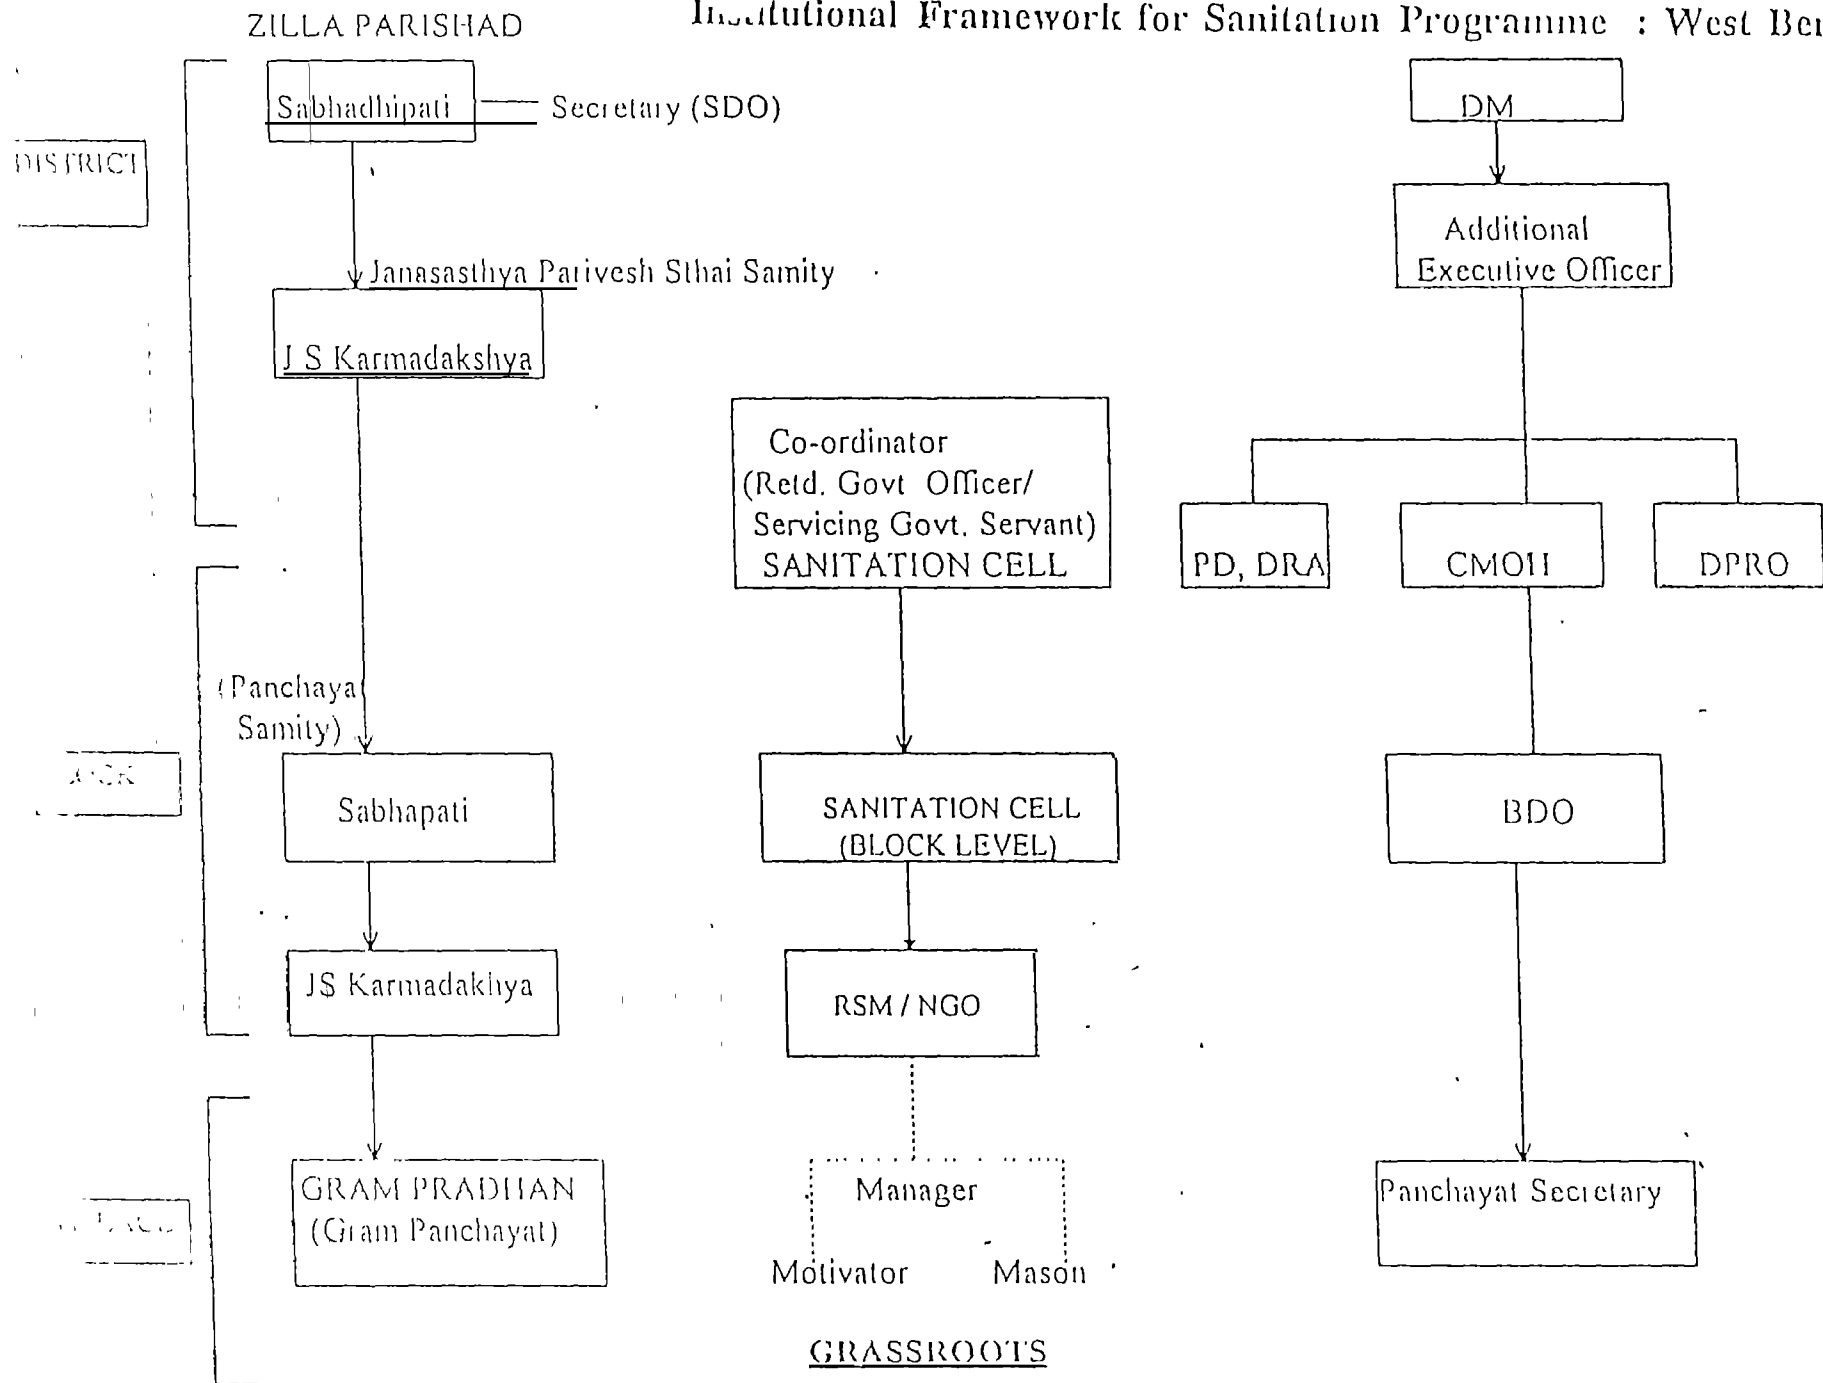 ZILLA PARISHAD
Framework for Sanitation Programme : West
Sabhadhipati
Secretary (SDO)
DM
DISTRICT
Additional
Executive Officer
Janasasthya Parivesh Sthai Samity
J S Karmadakshya
Co-ordinator
(Retd. Govt Officer/
Servicing Govt. Servant)
SANITATION CELL
PD, DRA
CMOH
DPRO
(Panchaya
Samity)
Sabhapati
SANITATION CELL
(BLOCK LEVEL)
BDO
JS Karmadakhya
RSM / NGO
GRAM PRADHAN
(Gram Panchayat)
Manager
Motivator
Mason
Panchayat Secretary
GRASSROOTS